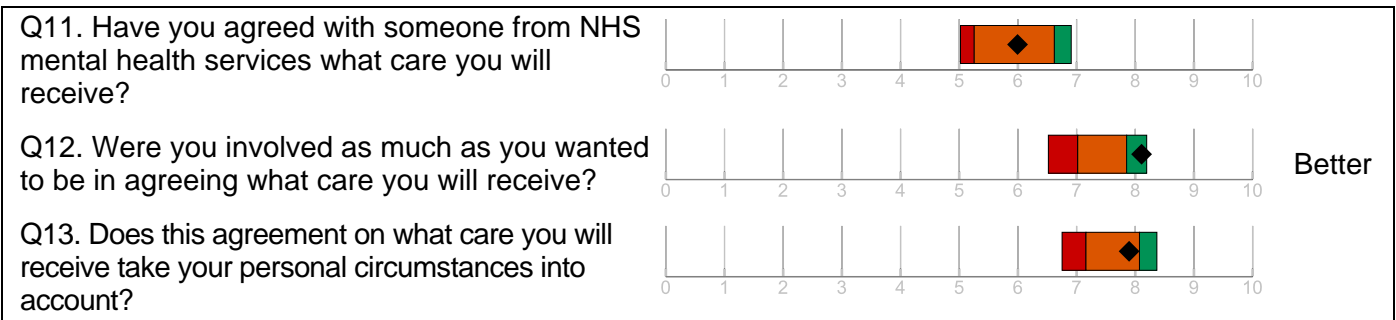 Q11. Have you agreed with someone from NHS
mental health services what care you will
receive?
0 1 2 3 4 5 6 7 8 9 10
Q12. Were you involved as much as you wanted
to be in agreeing what care you will receive?
Better
0 1 2 3 4 5 6 7 8 9 10
Q13. Does this agreement on what care you will
receive take your personal circumstances into
account?
0 1 2 3 4 5 6 7 8 9 10